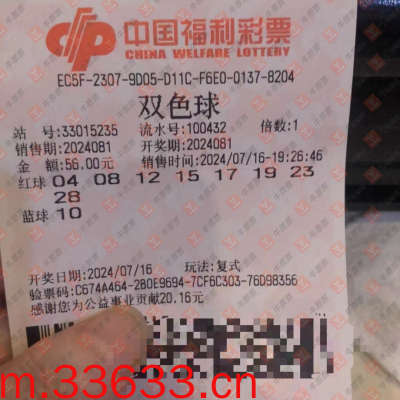 中国福利彩票
CHINA WELFARE LOTTERY
EC5F-2307-9D05-D11C-F6E0-0137-8204
双色球
站 号:33015235 流水号:100432 倍数:1
销售期:2024081 开奖期:2024081
金 额:56.00元 销售时间:2024/07/16-19:26:46
红球 04 08 12 15 17 19 23
28
蓝球 10
开奖日期:2024/07/16 玩法:复式
验票码:C674A464-2B0E9694-7CF6C303-76D98356
感谢您为公益事业贡献20.16元
m.33633.cn